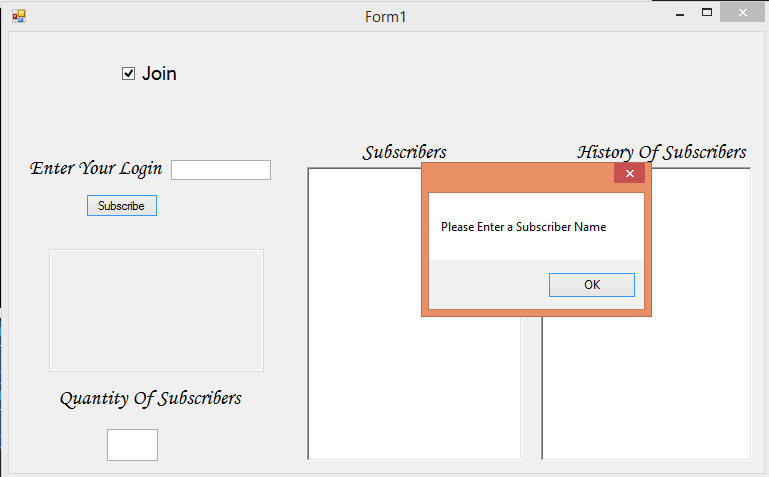 Form1
Join
Subscribers
History Of Subscribers
Enter Your Login
Subscribe
Please Enter a Subscriber Name
OK
Quantity Of Subscribers